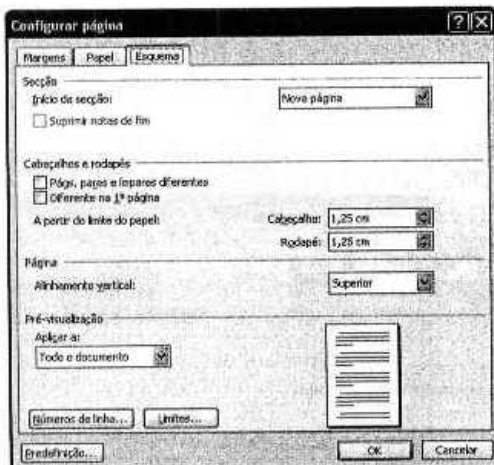 Configurar página
Margens Papel Esquema
Secção
Início da secção: Nova página
Suprimir notas de fim
Cabeçalhos e rodapés
Págs. pares e ímpares diferentes
Diferente na 1ª página
A partir do limite do papel: Cabeçalho: 1,25 cm
Rodapé: 1,25 cm
Página
Alinhamento vertical: Superior
Pré-visualização
Aplicar a:
Todo o documento
Números de linha... Limites...
Predefinição... OK Cancelar